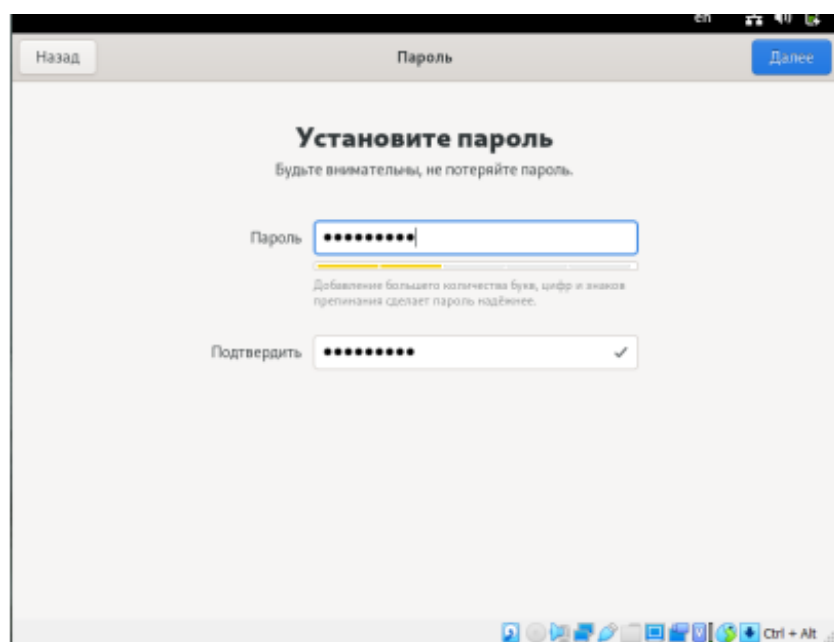 en
Назад
Пароль
Далее
Установите пароль
Будьте внимательны, не потеряйте пароль.
Пароль
•••••••••
Добавление большего количества букв, цифр и знаков
препинания сделает пароль надёжнее.
Подтвердить
•••••••••
Ctrl + Alt